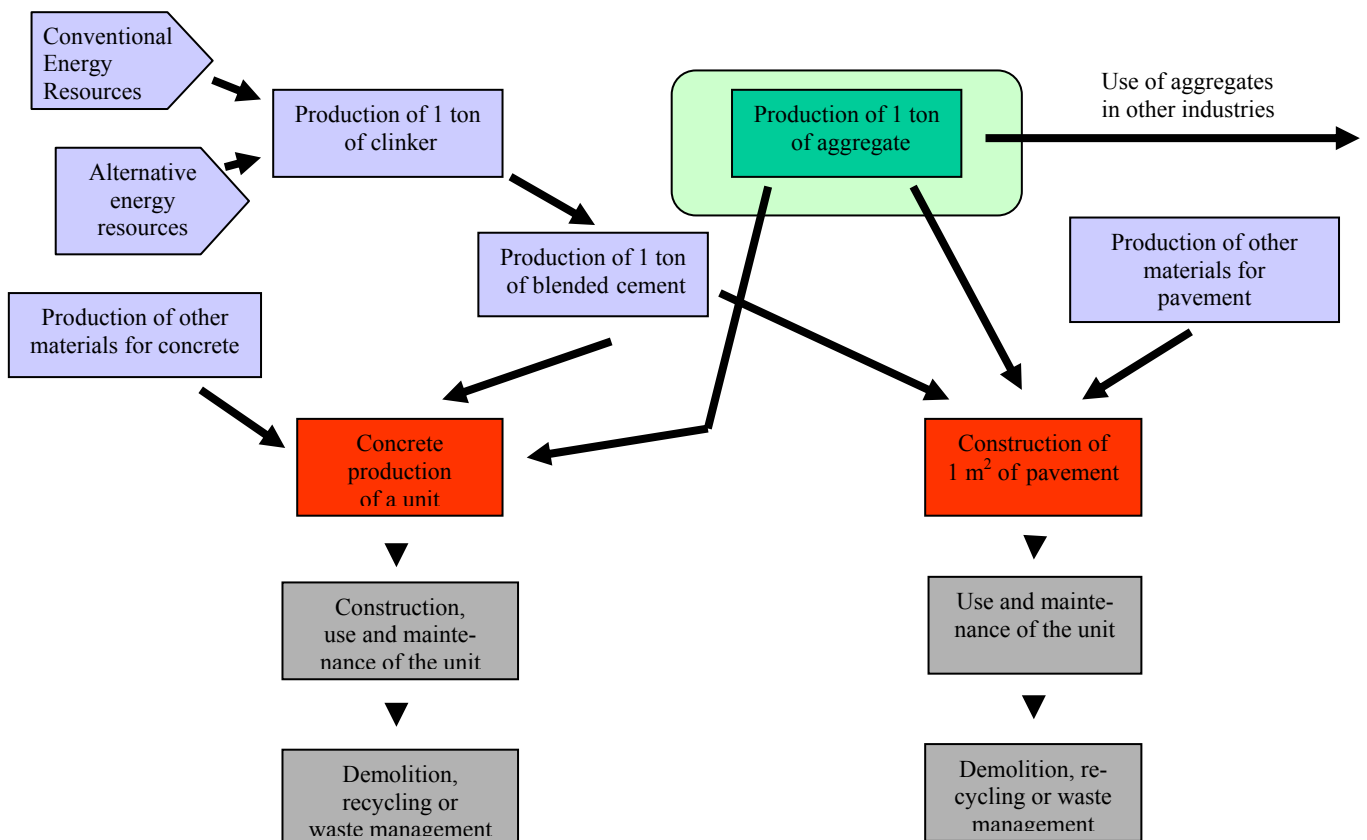 Conventional
Energy
Resources
Production of 1 ton
of clinker
Production of 1 ton
of aggregate
Use of aggregates
in other industries
Alternative
energy
resources
Production of 1 ton
of blended cement
Production of other
materials for
pavement
Production of other
materials for concrete
Concrete
production
of a unit
Construction of
1 m² of pavement
Construction,
use and mainte-
nance of the unit
Use and mainte-
nance of the unit
Demolition,
recycling or
waste management
Demolition, re-
cycling or waste
management